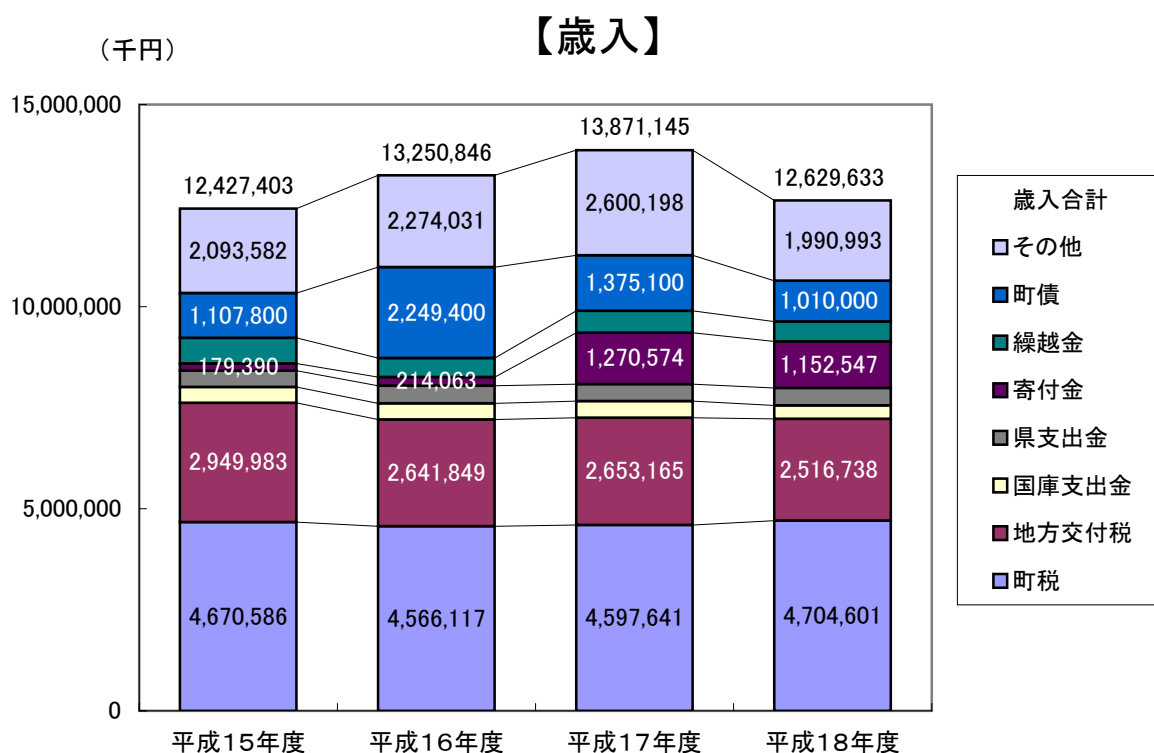 【歳入】
（千円）
15,000,000
10,000,000
5,000,000
0
12,427,403
2,093,582
1,107,800
179,390
2,949,983
4,670,586
13,250,846
2,274,031
2,249,400
214,063
2,641,849
4,566,117
13,871,145
2,600,198
1,375,100
1,270,574
2,653,165
4,597,641
12,629,633
1,990,993
1,010,000
1,152,547
2,516,738
4,704,601
平成15年度
平成16年度
平成17年度
平成18年度
歳入合計
その他
町債
繰越金
寄付金
県支出金
国庫支出金
地方交付税
町税